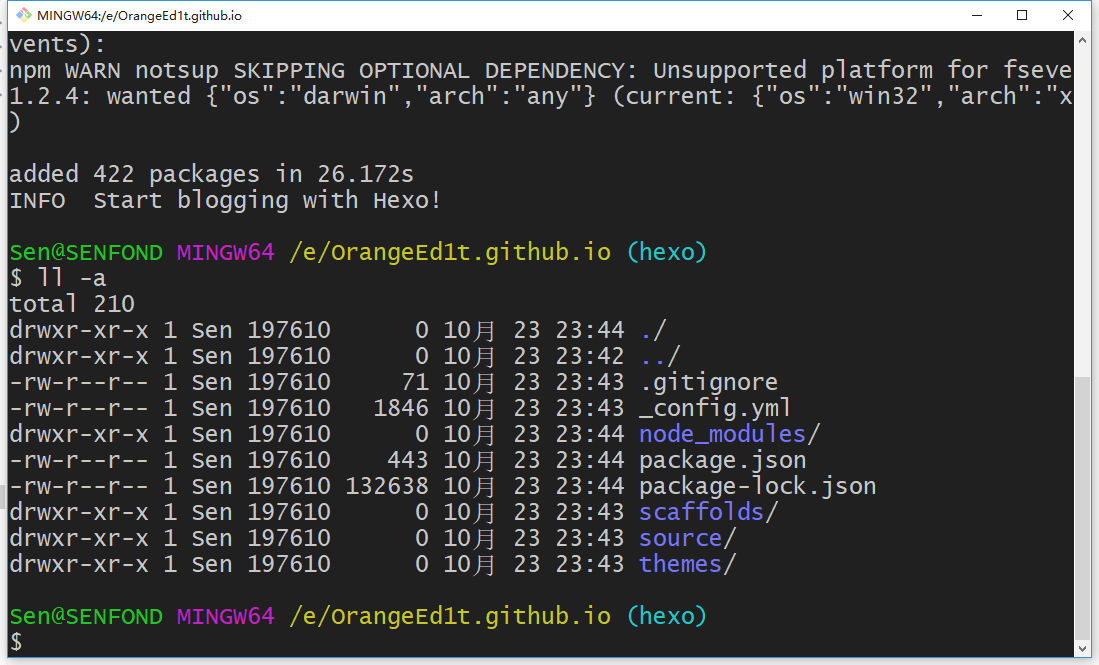 MINGW64:/e/OrangeEd1t.github.io
vents):
npm WARN notsup SKIPPING OPTIONAL DEPENDENCY: Unsupported platform for fseve
1.2.4: wanted {"os":"darwin","arch":"any"} (current: {"os":"win32","arch":"x
)
added 422 packages in 26.172s
INFO  Start blogging with Hexo!
Sen@SENFOND MINGW64 /e/OrangeEd1t.github.io (hexo)
$ ll -a
total 210
drwxr-xr-x 1 Sen 197610      0 10月 23 23:44 ./
drwxr-xr-x 1 Sen 197610      0 10月 23 23:42 ../
-rw-r--r-- 1 Sen 197610     71 10月 23 23:43 .gitignore
-rw-r--r-- 1 Sen 197610   1846 10月 23 23:43 _config.yml
drwxr-xr-x 1 Sen 197610      0 10月 23 23:44 node_modules/
-rw-r--r-- 1 Sen 197610    443 10月 23 23:44 package.json
-rw-r--r-- 1 Sen 197610 132638 10月 23 23:44 package-lock.json
drwxr-xr-x 1 Sen 197610      0 10月 23 23:43 scaffolds/
drwxr-xr-x 1 Sen 197610      0 10月 23 23:43 source/
drwxr-xr-x 1 Sen 197610      0 10月 23 23:43 themes/
Sen@SENFOND MINGW64 /e/OrangeEd1t.github.io (hexo)
$